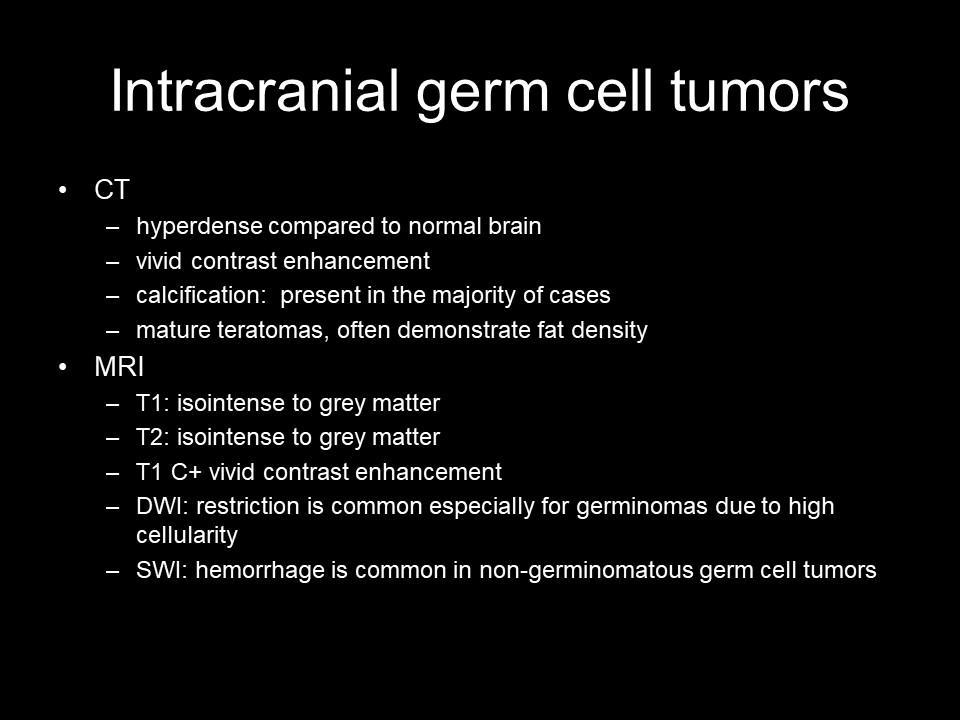 Intracranial germ cell tumors
• CT
– hyperdense compared to normal brain
– vivid contrast enhancement
– calcification:  present in the majority of cases
– mature teratomas, often demonstrate fat density
• MRI
– T1: isointense to grey matter
– T2: isointense to grey matter
– T1 C+ vivid contrast enhancement
– DWI: restriction is common especially for germinomas due to high
cellularity
– SWI: hemorrhage is common in non-germinomatous germ cell tumors